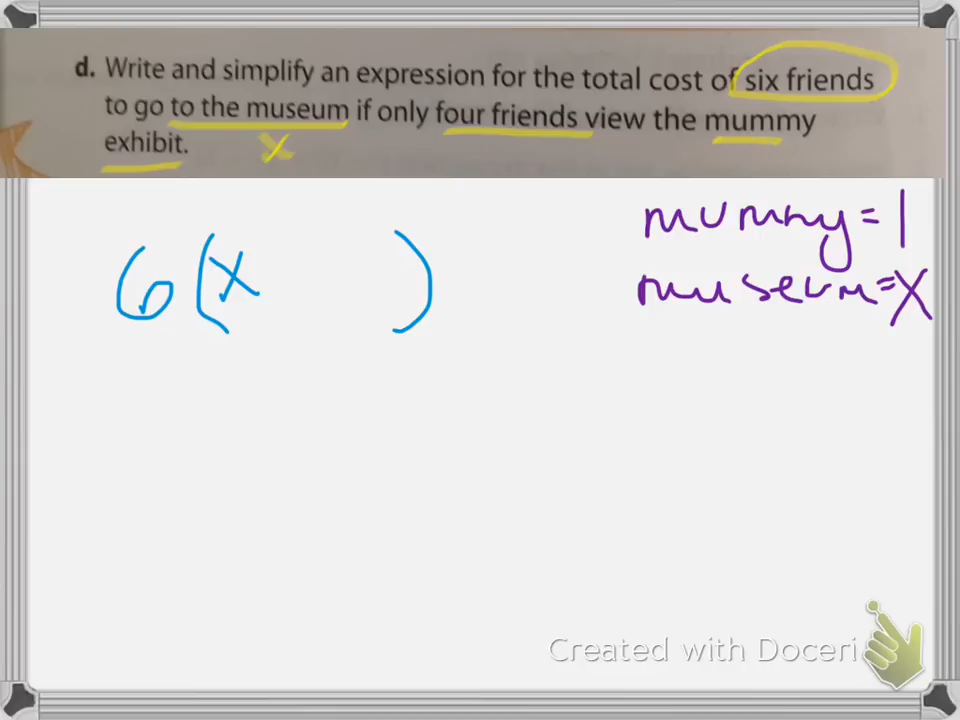 d. Write and simplify an expression for the total cost of six friends
to go to the museum if only four friends view the mummy
exhibit.
x
mummy=1
museum=x
6(x )
Created with Doceri